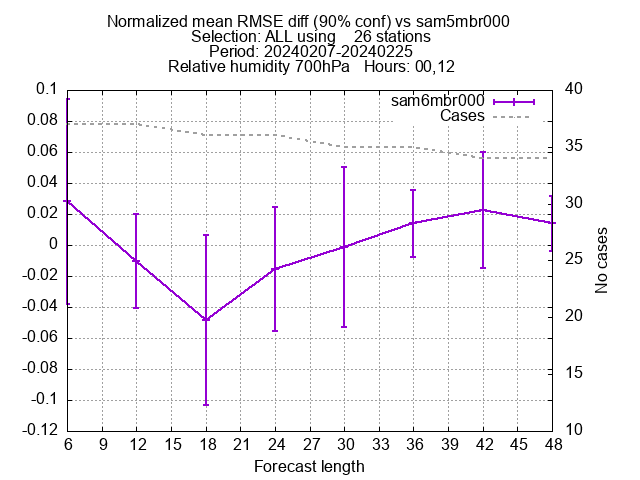 Normalized mean RMSE diff (90% conf) vs sam5mbr000
Selection: ALL using    26 stations
Period: 20240207-20240225
Relative humidity 700hPa   Hours: 00,12
sam6mbr000
Cases
0.1
0.08
0.06
0.04
0.02
0
-0.02
-0.04
-0.06
-0.08
-0.1
-0.12
40
35
30
25
20
15
10
No cases
6 9 12 15 18 21 24 27 30 33 36 39 42 45 48
Forecast length